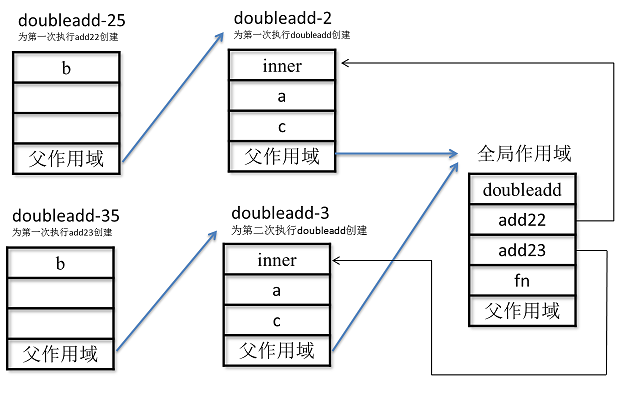 doubleadd-25
为第一次执行add22创建
b
父作用域
doubleadd-2
为第一次执行doubleadd创建
inner
a
c
父作用域
全局作用域
doubleadd
add22
add23
fn
父作用域
doubleadd-35
为第一次执行add23创建
b
父作用域
doubleadd-3
为第二次执行doubleadd创建
inner
a
c
父作用域